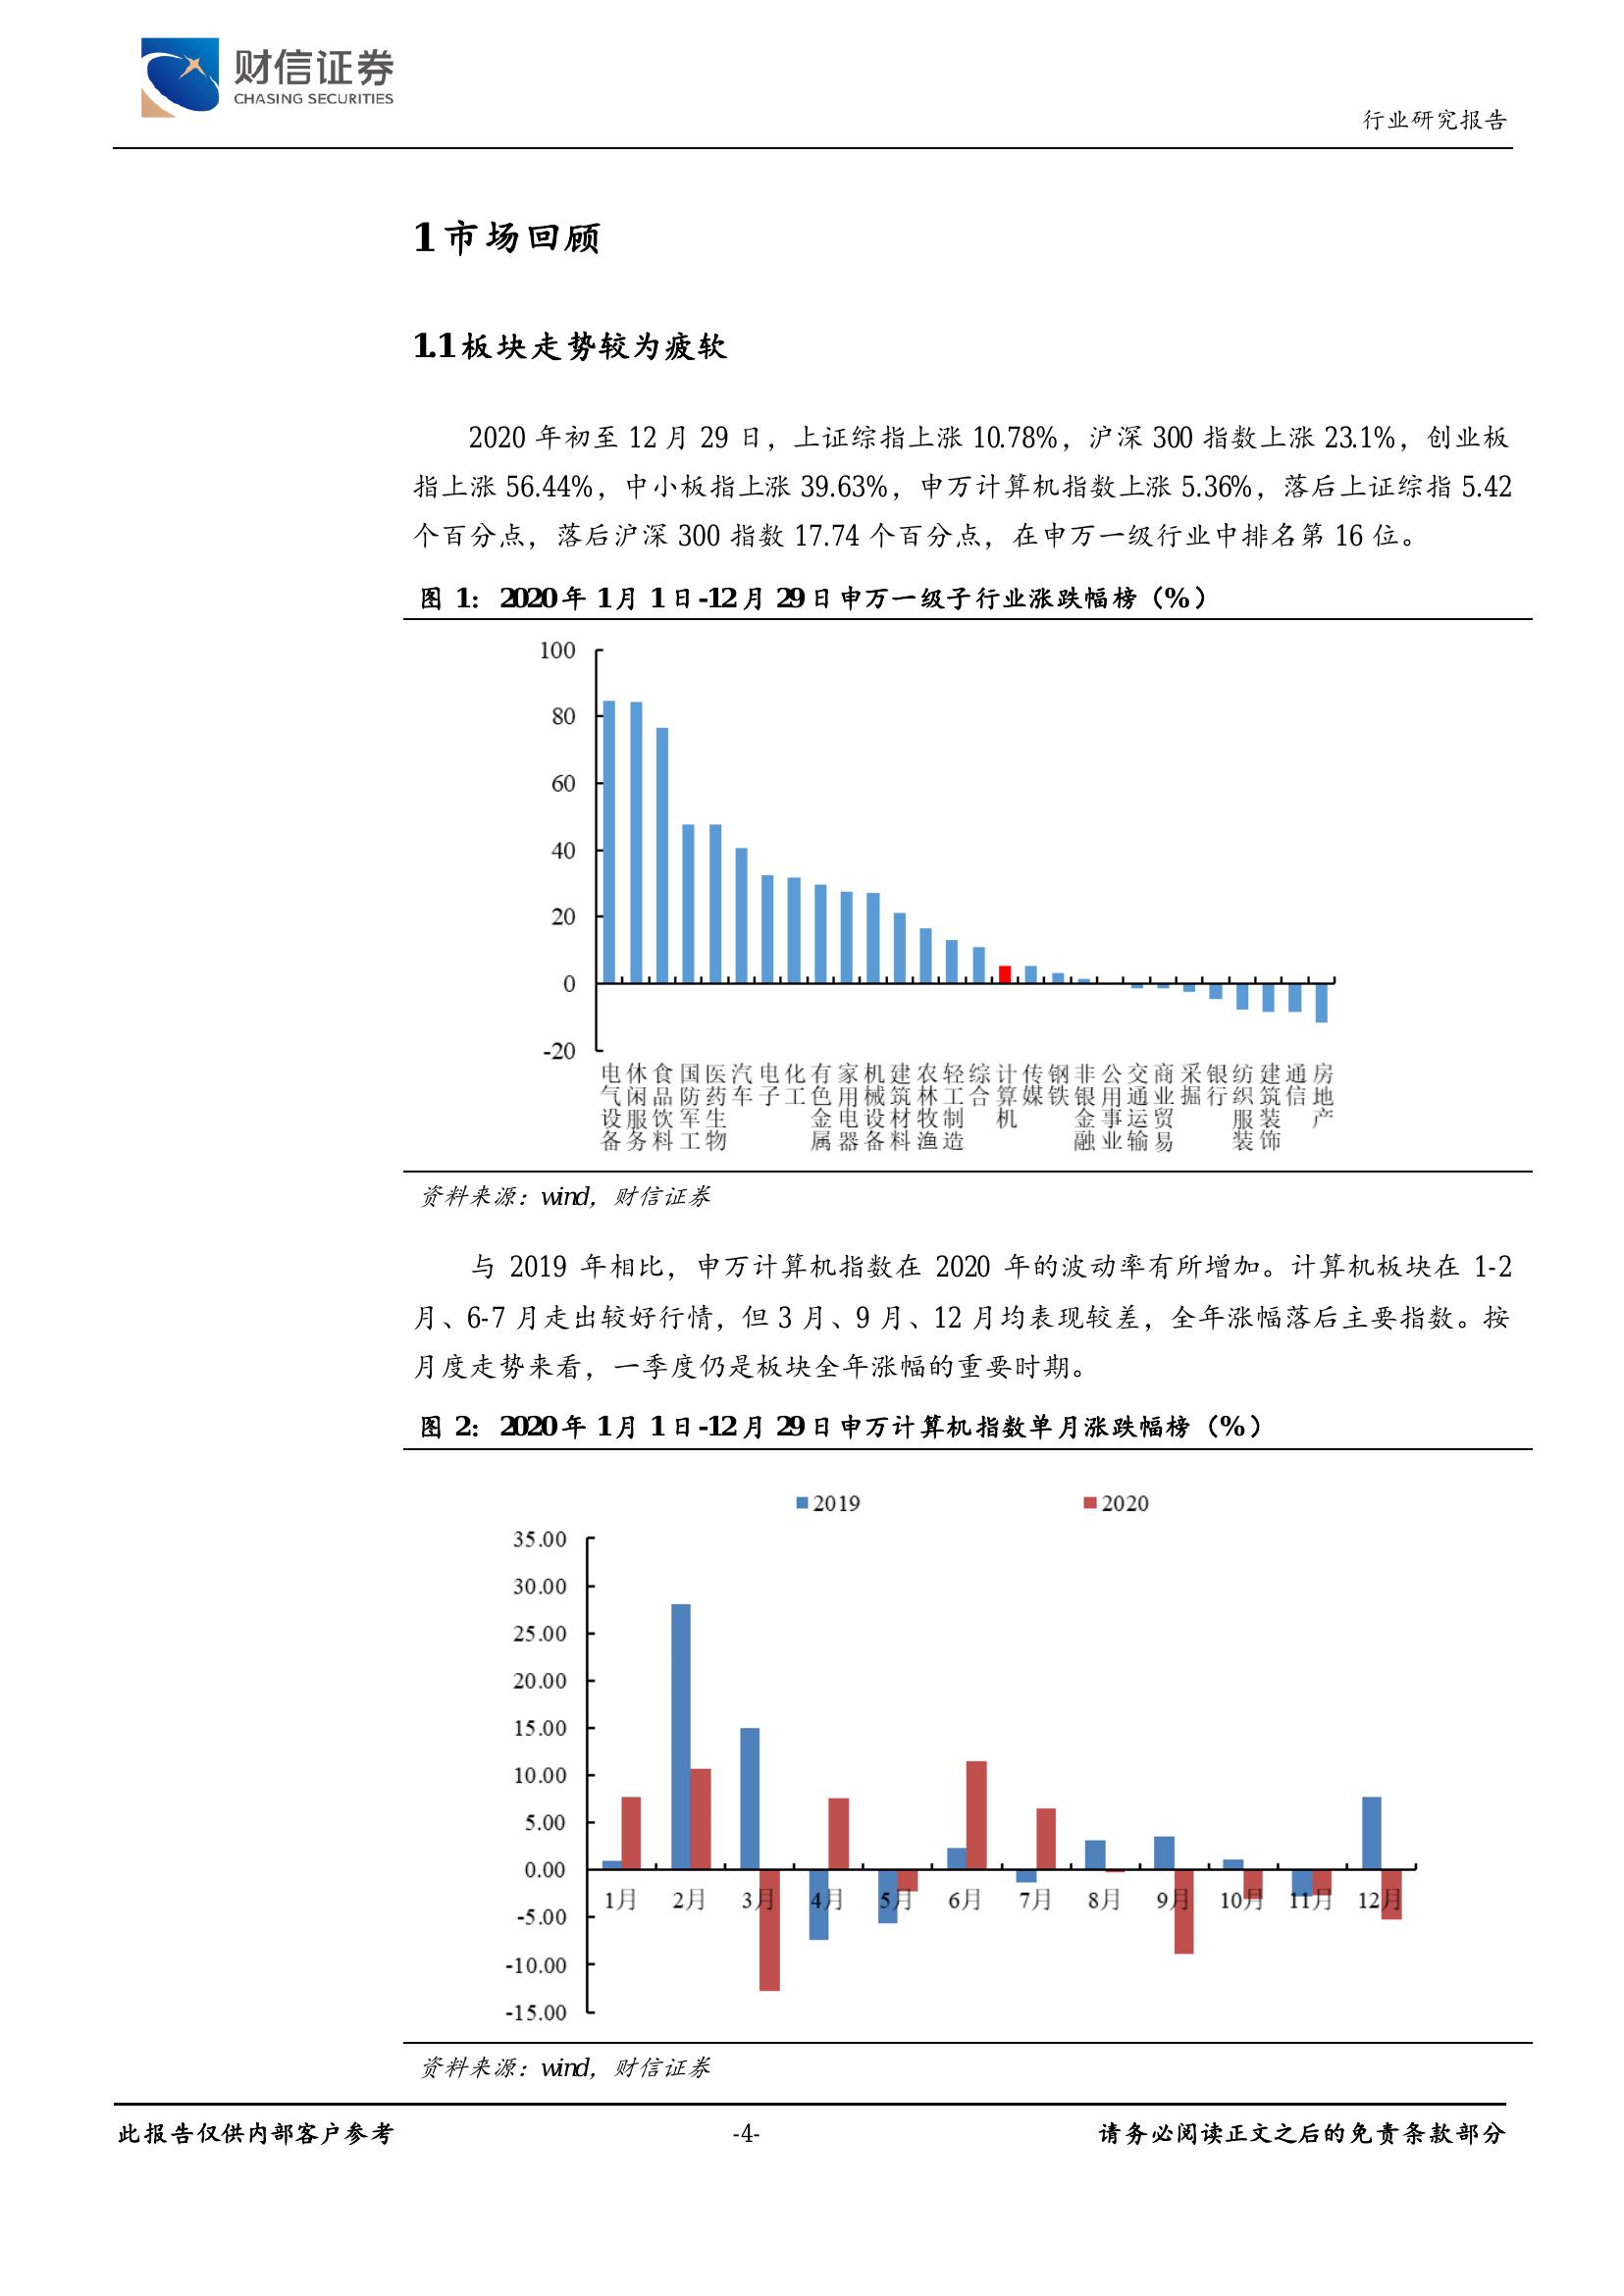 财信证券
CHASING SECURITIES
行业研究报告
1 市场回顾
1.1 板块走势较为疲软
2020 年初至 12 月 29 日，上证综指上涨 10.78%，沪深 300 指数上涨 23.1%，创业板
指上涨 56.44%，中小板指上涨 39.63%，申万计算机指数上涨 5.36%，落后上证综指 5.42
个百分点，落后沪深 300 指数 17.74 个百分点，在申万一级行业中排名第 16 位。
图 1：2020 年 1 月 1 日-12 月 29 日申万一级子行业涨跌幅榜（%）
100
80
60
40
20
0
-20
电气设备
休闲服务
食品饮料
国防军工
医药生物
汽车
电子
化工
有色金属
家用电器
机械设备
建筑材料
农林牧渔
轻工制造
综合
计算机
传媒
钢铁
非银金融
公用事业
交通运输
商业贸易
采掘
银行
纺织服装
建筑装饰
通信
房地产
资料来源：wind，财信证券
与 2019 年相比，申万计算机指数在 2020 年的波动率有所增加。计算机板块在 1-2
月、6-7 月走出较好行情，但 3 月、9 月、12 月均表现较差，全年涨幅落后主要指数。按
月度走势来看，一季度仍是板块全年涨幅的重要时期。
图 2：2020 年 1 月 1 日-12 月 29 日申万计算机指数单月涨跌幅榜（%）
2019 2020
35.00
30.00
25.00
20.00
15.00
10.00
5.00
0.00
-5.00
-10.00
-15.00
1月 2月 3月 4月 5月 6月 7月 8月 9月 10月 11月 12月
资料来源：wind，财信证券
此报告仅供内部客户参考 -4- 请务必阅读正文之后的免责条款部分